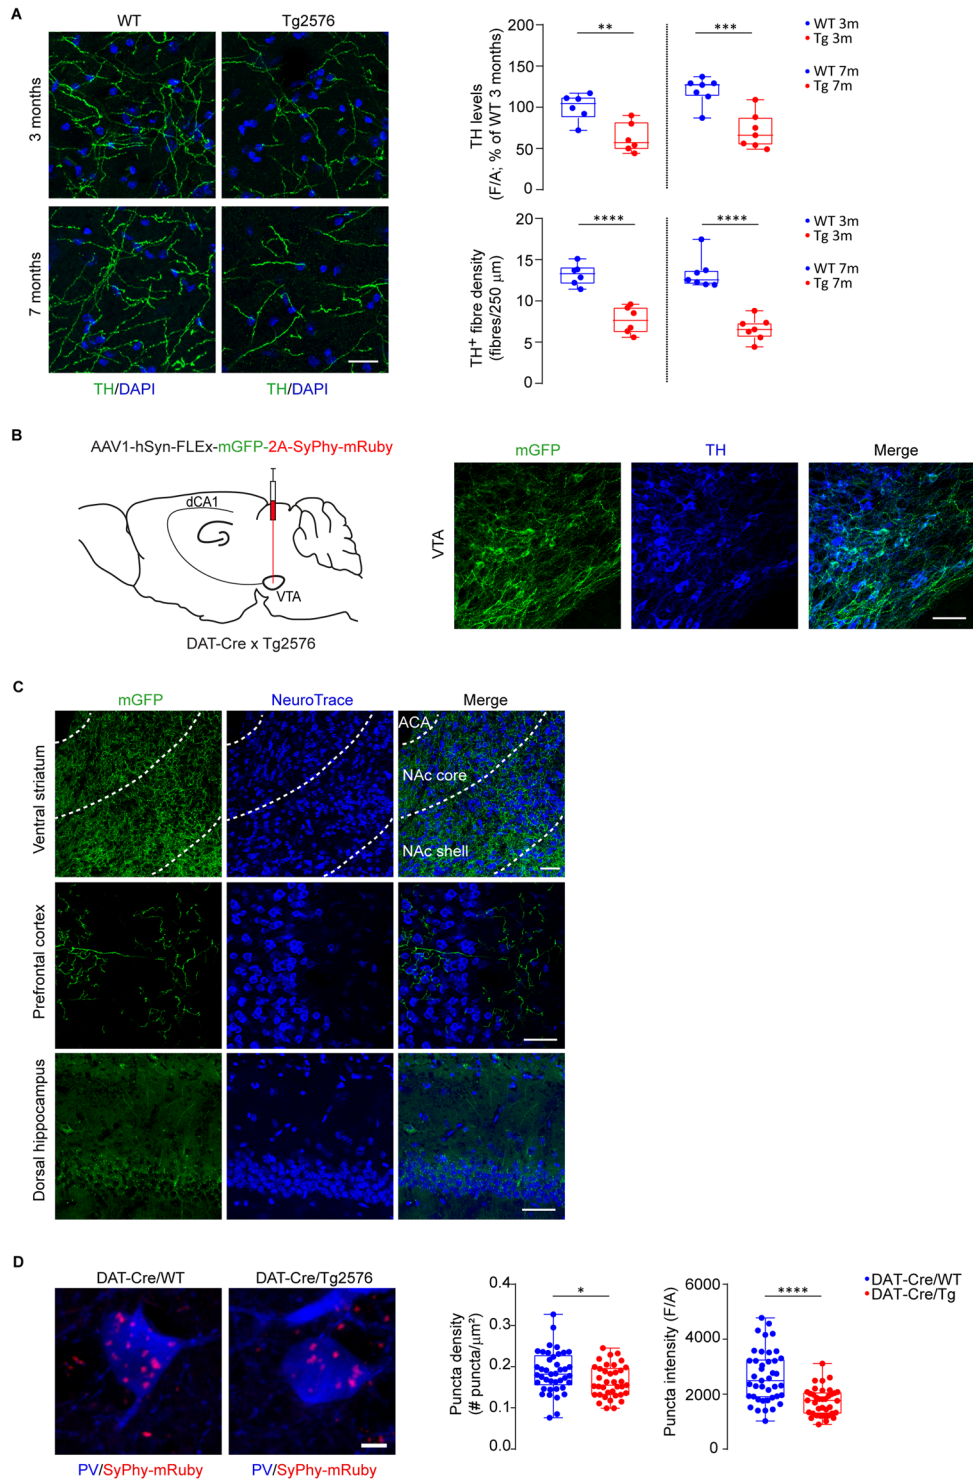 A
WT
Tg2576
3 months
7 months
TH/DAPI
TH/DAPI
TH levels
(F/A; % of WT 3 months)
200
150
100
50
0
**
***
WT 3m
Tg 3m
WT 7m
Tg 7m
TH+ fibre density
(fibres/250 µm)
20
15
10
5
0
****
****
WT 3m
Tg 3m
WT 7m
Tg 7m
B
AAV1-hSyn-FLEx-mGFP-2A-SyPhy-mRuby
dCA1
VTA
DAT-Cre x Tg2576
mGFP
TH
Merge
VTA
C
mGFP
NeuroTrace
Merge
Ventral striatum
ACA
NAc core
NAc shell
Prefrontal cortex
Dorsal hippocampus
D
DAT-Cre/WT
DAT-Cre/Tg2576
PV/SyPhy-mRuby
PV/SyPhy-mRuby
Puncta density
(# puncta/µm²)
0.4
0.3
0.2
0.1
0
*
Puncta intensity (F/A)
6000
4000
2000
0
****
DAT-Cre/WT
DAT-Cre/Tg